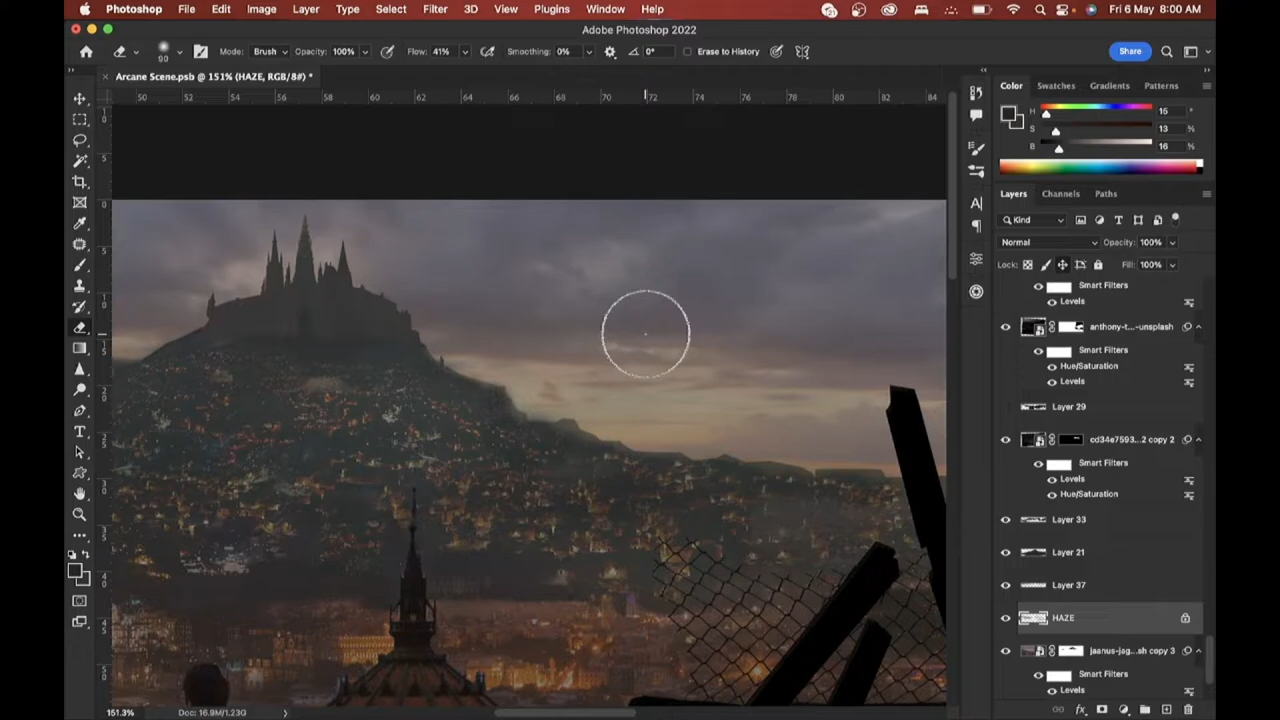 Photoshop File Edit Image Layer Type Select Filter 3D View Plugins Window Help Fri 6 May 8:00 AM
Adobe Photoshop 2022
90 Mode: Brush Opacity: 100% Flow: 41% Smoothing: 0% 0° Erase to History Share
Arcane Scene.psb @ 151% (HAZE, RGB/8#) *
50 52 54 56 58 60 62 64 66 68 70 72 74 76 78 80 82 84
Color Swatches Gradients Patterns
H 15 °
S 13 %
B 16 %
Layers Channels Paths
Kind
Normal Opacity: 100%
Lock: Fill: 100%
Smart Filters
Levels
anthony-t...-unsplash
Smart Filters
Hue/Saturation
Levels
Layer 29
cd34e7593...2 copy 2
Smart Filters
Levels
Hue/Saturation
Layer 33
Layer 21
Layer 37
HAZE
jaanus-jag...sh copy 3
Smart Filters
Levels
151.3% Doc: 16.9M/1.23G